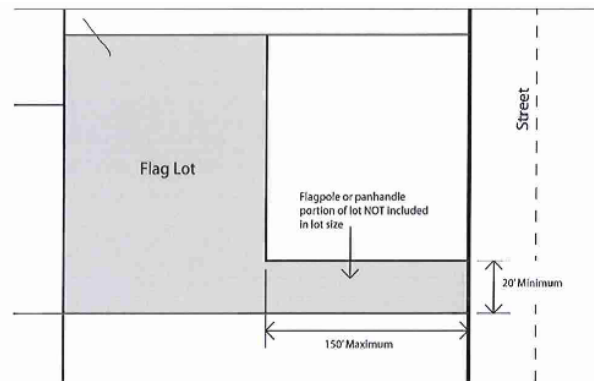 Street
Flag Lot
Flagpole or panhandle
portion of lot NOT included
in lot size
20' Minimum
150' Maximum